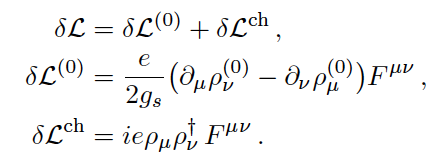 δℒ = δℒ^{(0)} + δℒ^{ch} ,
δℒ^{(0)} = \frac{e}{2g_s} (∂_μ ρ_ν^{(0)} − ∂_ν ρ_μ^{(0)}) F^{μν} ,
δℒ^{ch} = ieρ_μ ρ_ν^† F^{μν} .